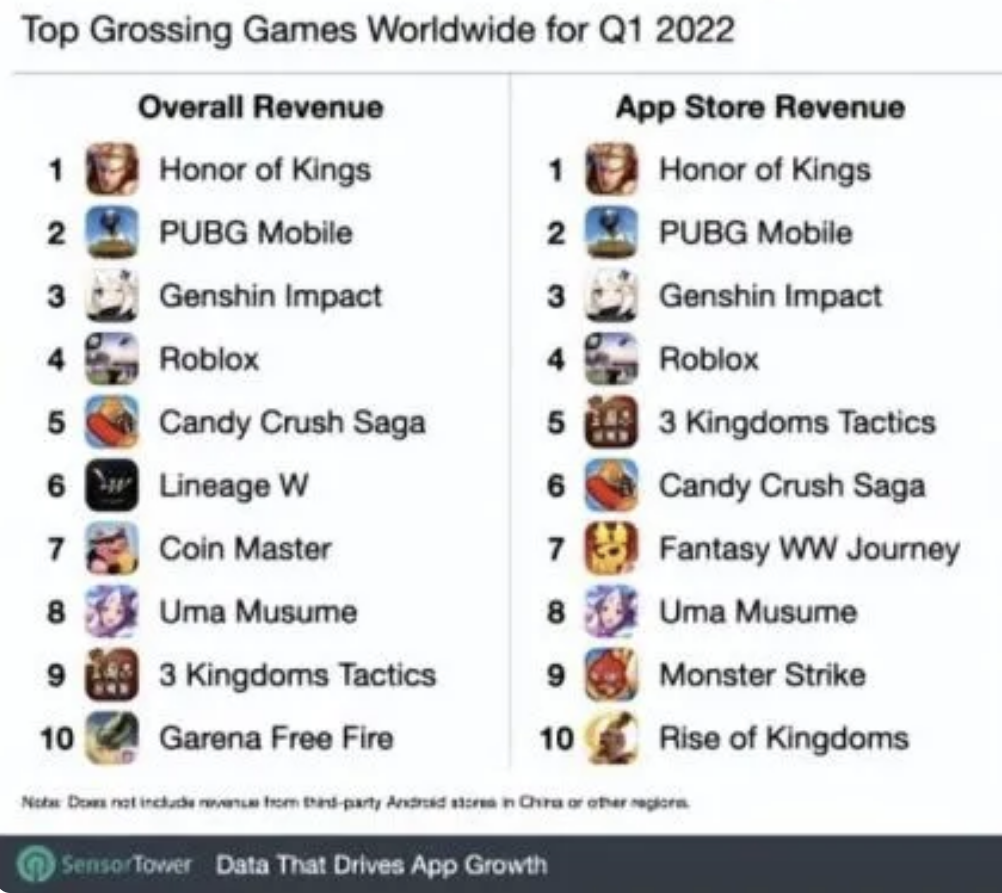 Top Grossing Games Worldwide for Q1 2022
Overall Revenue
1 Honor of Kings
2 PUBG Mobile
3 Genshin Impact
4 Roblox
5 Candy Crush Saga
6 Lineage W
7 Coin Master
8 Uma Musume
9 3 Kingdoms Tactics
10 Garena Free Fire
App Store Revenue
1 Honor of Kings
2 PUBG Mobile
3 Genshin Impact
4 Roblox
5 3 Kingdoms Tactics
6 Candy Crush Saga
7 Fantasy WW Journey
8 Uma Musume
9 Monster Strike
10 Rise of Kingdoms
Note: Does not include revenue from third-party Android stores in China or other regions.
SensorTower Data That Drives App Growth